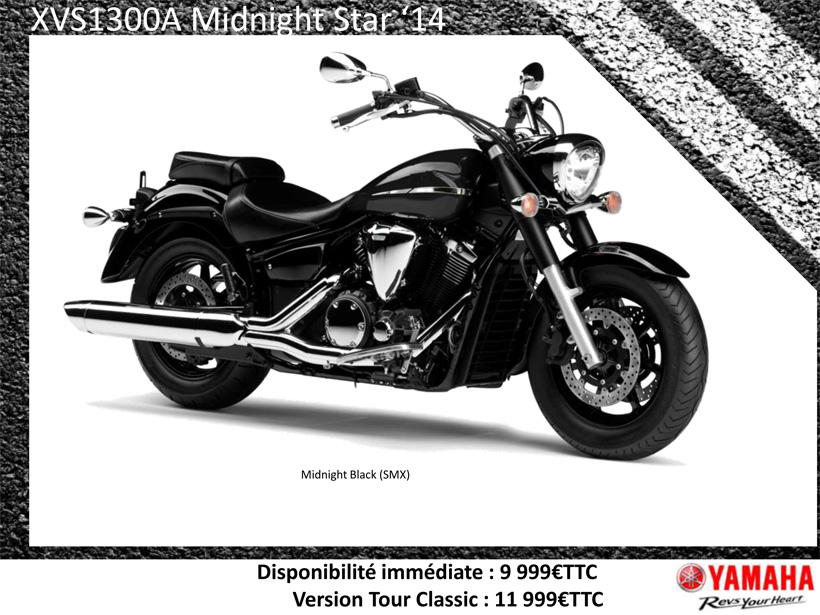 XVS1300A Midnight Star ‘14
Midnight Black (SMX)
Disponibilité immédiate : 9 999€TTC
Version Tour Classic : 11 999€TTC
YAMAHA
Revs Your Heart